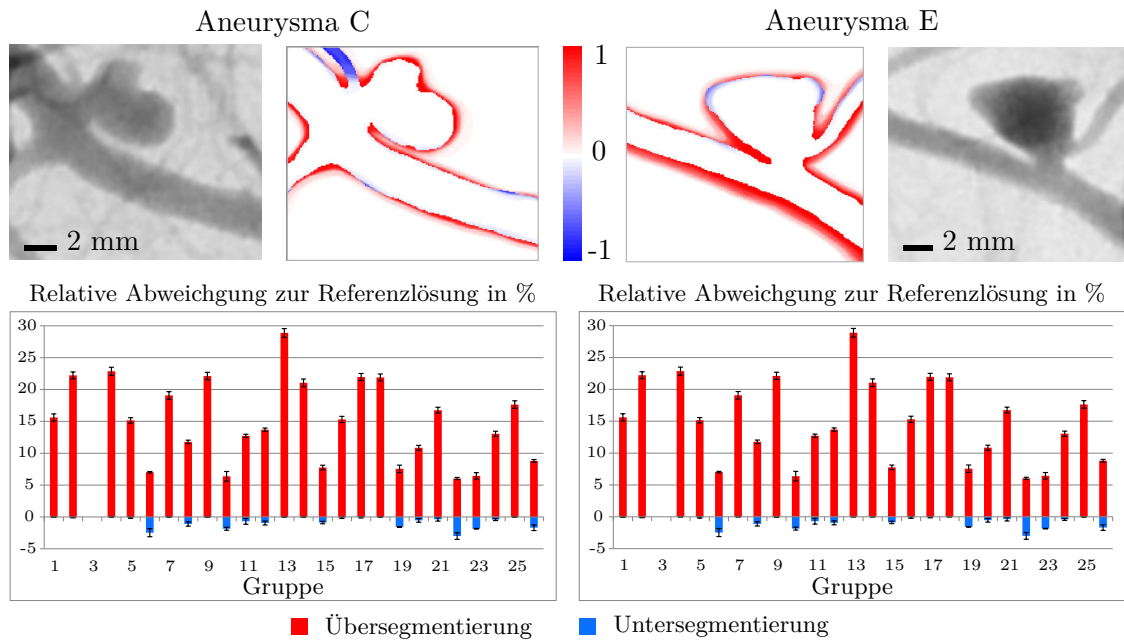 Aneurysma C
Aneurysma E
2 mm
1
0
-1
2 mm
Relative Abweichgung zur Referenzlösung in %
30
25
20
15
10
5
0
-5
1 3 5 7 9 11 13 15 17 19 21 23 25
Gruppe
Relative Abweichgung zur Referenzlösung in %
30
25
20
15
10
5
0
-5
1 3 5 7 9 11 13 15 17 19 21 23 25
Gruppe
Übersegmentierung
Untersegmentierung